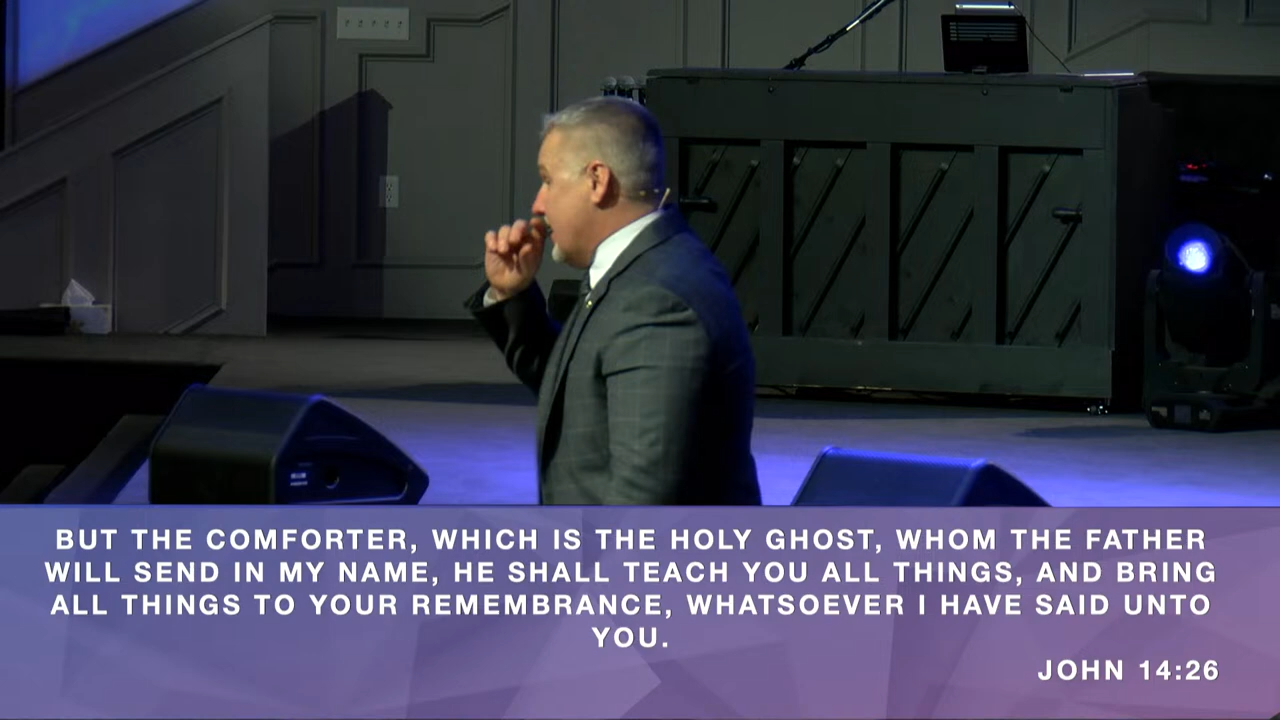 BUT THE COMFORTER, WHICH IS THE HOLY GHOST, WHOM THE FATHER
WILL SEND IN MY NAME, HE SHALL TEACH YOU ALL THINGS, AND BRING
ALL THINGS TO YOUR REMEMBRANCE, WHATSOEVER I HAVE SAID UNTO
YOU.
JOHN 14:26